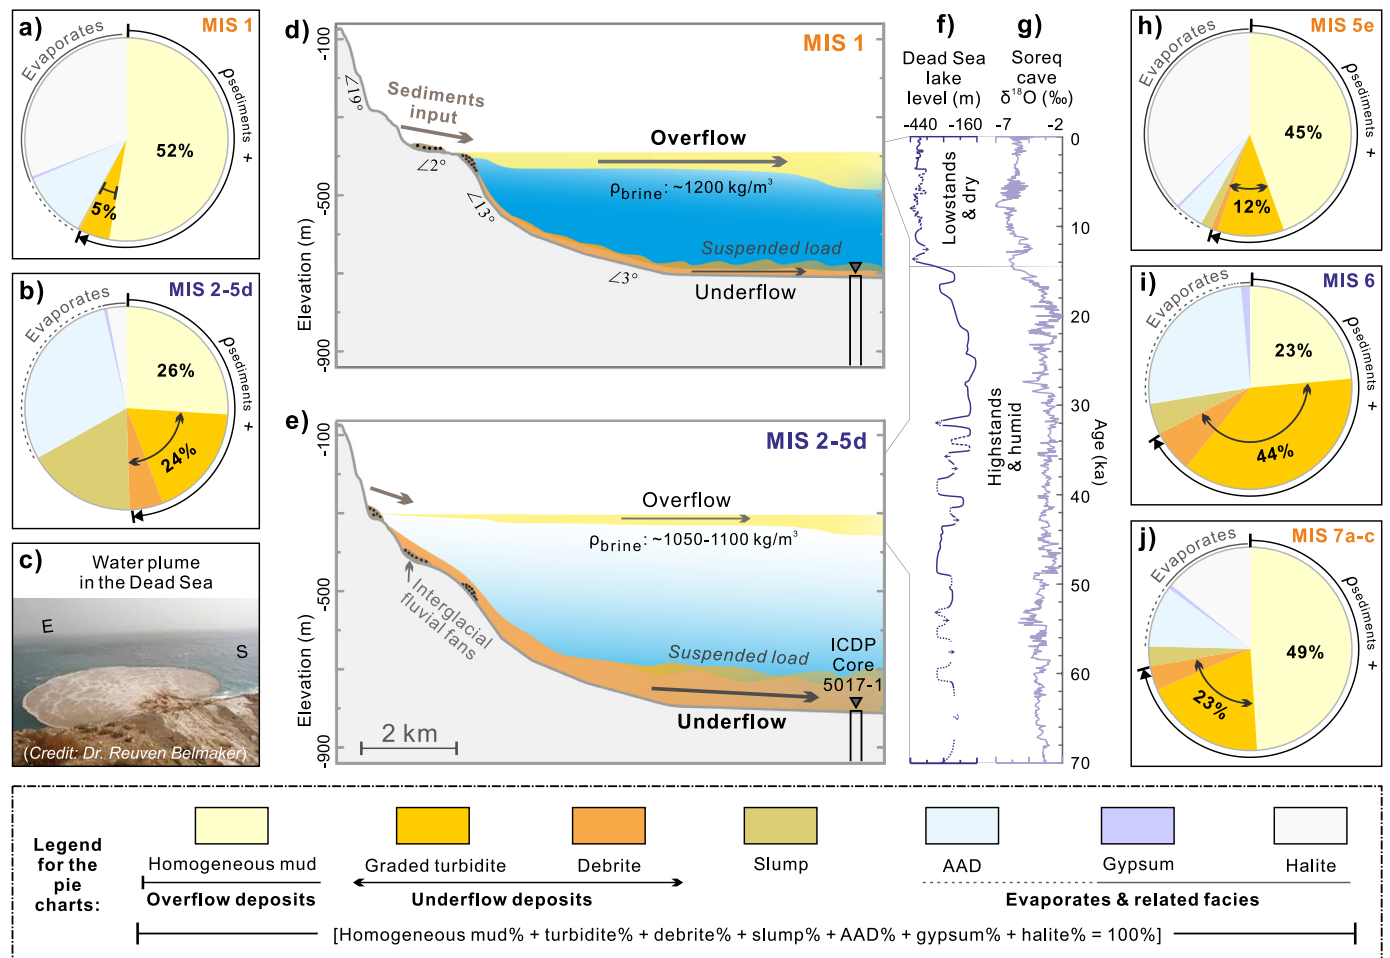 a)
MIS 1
Evaporates
ρsediments +
52%
5%
b)
MIS 2-5d
Evaporates
ρsediments +
26%
24%
c)
Water plume
in the Dead Sea
E
S
(Credit: Dr. Reuven Belmaker)
d)
MIS 1
-100
-500
-900
Elevation (m)
∠19°
Sediments
input
∠2°
∠13°
∠3°
Overflow
ρbrine: ~1200 kg/m³
Suspended load
Underflow
e)
MIS 2-5d
-100
-500
-900
Elevation (m)
Overflow
ρbrine: ~1050-1100 kg/m³
Interglacial
fluvial fans
Suspended load
ICDP
Core
5017-1
Underflow
2 km
f)
Dead Sea
lake
level (m)
-440
-160
Lowstands
& dry
Highstands
& humid
g)
Soreq
cave
δ¹⁸O (‰)
-7
-2
0
10
20
30
40
50
60
70
Age (ka)
h)
MIS 5e
Evaporates
ρsediments +
45%
12%
i)
MIS 6
Evaporates
ρsediments +
23%
44%
j)
MIS 7a-c
Evaporates
ρsediments +
49%
23%
Legend
for the
pie
charts:
Homogeneous mud
Graded turbidite
Debrite
Slump
AAD
Gypsum
Halite
Overflow deposits
Underflow deposits
Evaporates & related facies
[Homogeneous mud% + turbidite% + debrite% + slump% + AAD% + gypsum% + halite% = 100%]